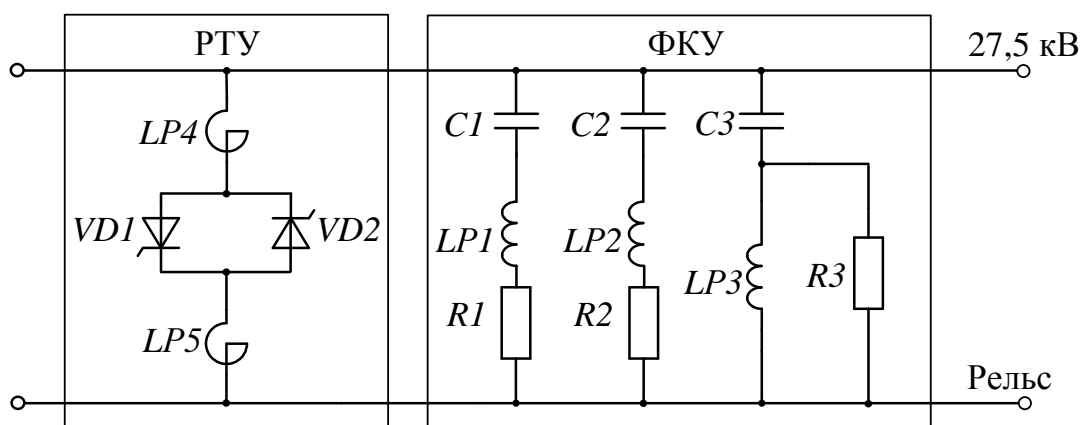 РТУ
ФКУ
27,5 кВ
LP4
C1
C2
C3
VD1
VD2
LP1
LP2
LP3
R3
LP5
R1
R2
Рельс